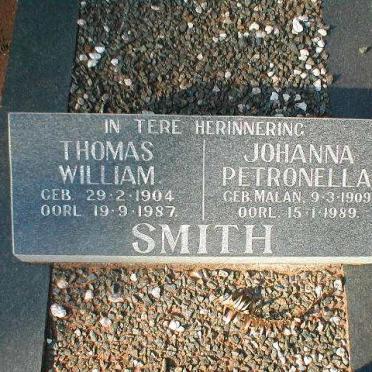 IN TERE HERINNERING
THOMAS
WILLIAM
GEB. 29-2-1904
OORL. 19-9-1987.
JOHANNA
PETRONELLA
GEB. MALAN. 9-3-1909
OORL. 15-1-1989.
SMITH